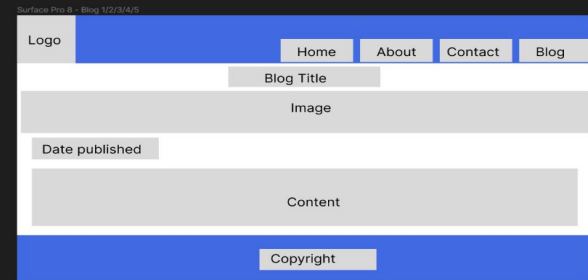 Surface Pro 8 - Blog 1/2/3/4/5
Logo
Home About Contact Blog
Blog Title
Image
Date published
Content
Copyright